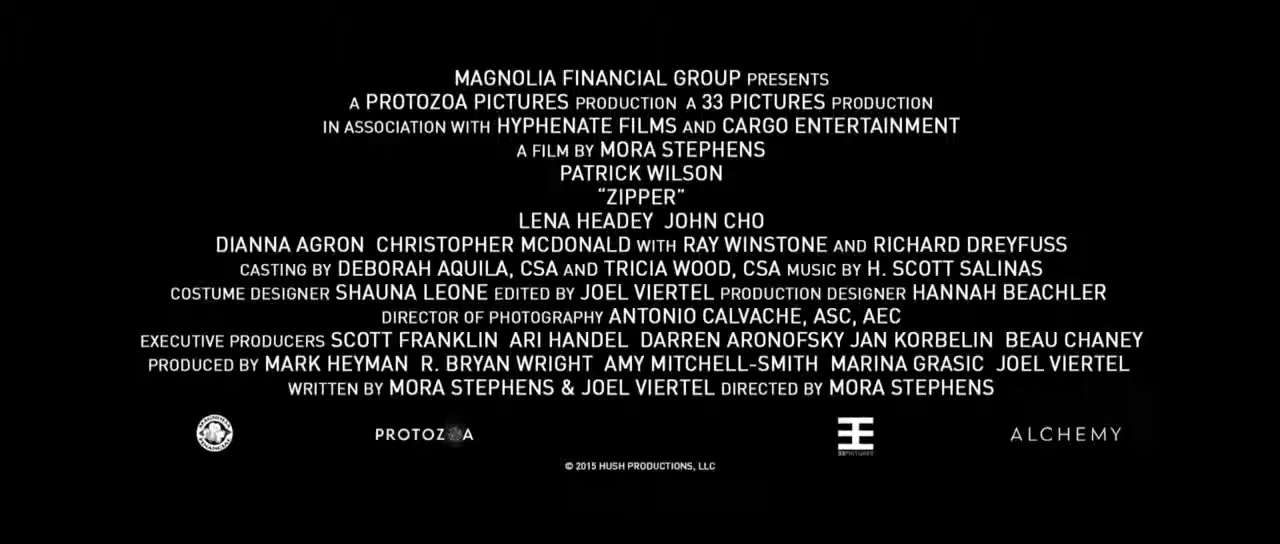 MAGNOLIA FINANCIAL GROUP PRESENTS
A PROTOZOA PICTURES PRODUCTION A 33 PICTURES PRODUCTION
IN ASSOCIATION WITH HYPHENATE FILMS AND CARGO ENTERTAINMENT
A FILM BY MORA STEPHENS
PATRICK WILSON
“ZIPPER”
LENA HEADEY JOHN CHO
DIANNA AGRON CHRISTOPHER MCDONALD WITH RAY WINSTONE AND RICHARD DREYFUSS
CASTING BY DEBORAH AQUILA, CSA AND TRICIA WOOD, CSA MUSIC BY H. SCOTT SALINAS
COSTUME DESIGNER SHAUNA LEONE EDITED BY JOEL VIERTEL PRODUCTION DESIGNER HANNAH BEACHLER
DIRECTOR OF PHOTOGRAPHY ANTONIO CALVACHE, ASC, AEC
EXECUTIVE PRODUCERS SCOTT FRANKLIN ARI HANDEL DARREN ARONOFSKY JAN KORBELIN BEAU CHANEY
PRODUCED BY MARK HEYMAN R. BRYAN WRIGHT AMY MITCHELL-SMITH MARINA GRASIC JOEL VIERTEL
WRITTEN BY MORA STEPHENS & JOEL VIERTEL DIRECTED BY MORA STEPHENS
MAGNOLIA FINANCIAL
PROTOZOA
33PICTURES
ALCHEMY
© 2015 HUSH PRODUCTIONS, LLC